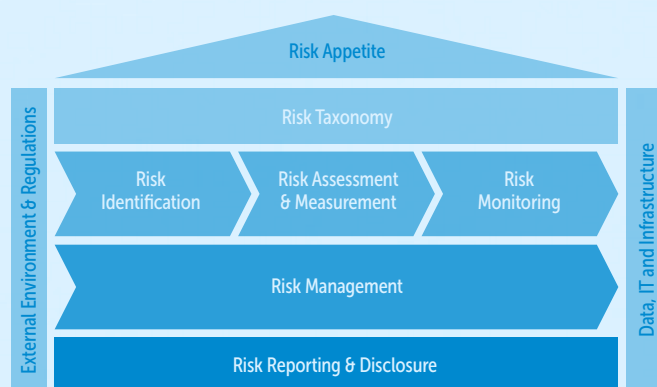 Risk Appetite
External Environment & Regulations
Risk Taxonomy
Risk
Identification
Risk Assessment
& Measurement
Risk
Monitoring
Risk Management
Risk Reporting & Disclosure
Data, IT and Infrastructure